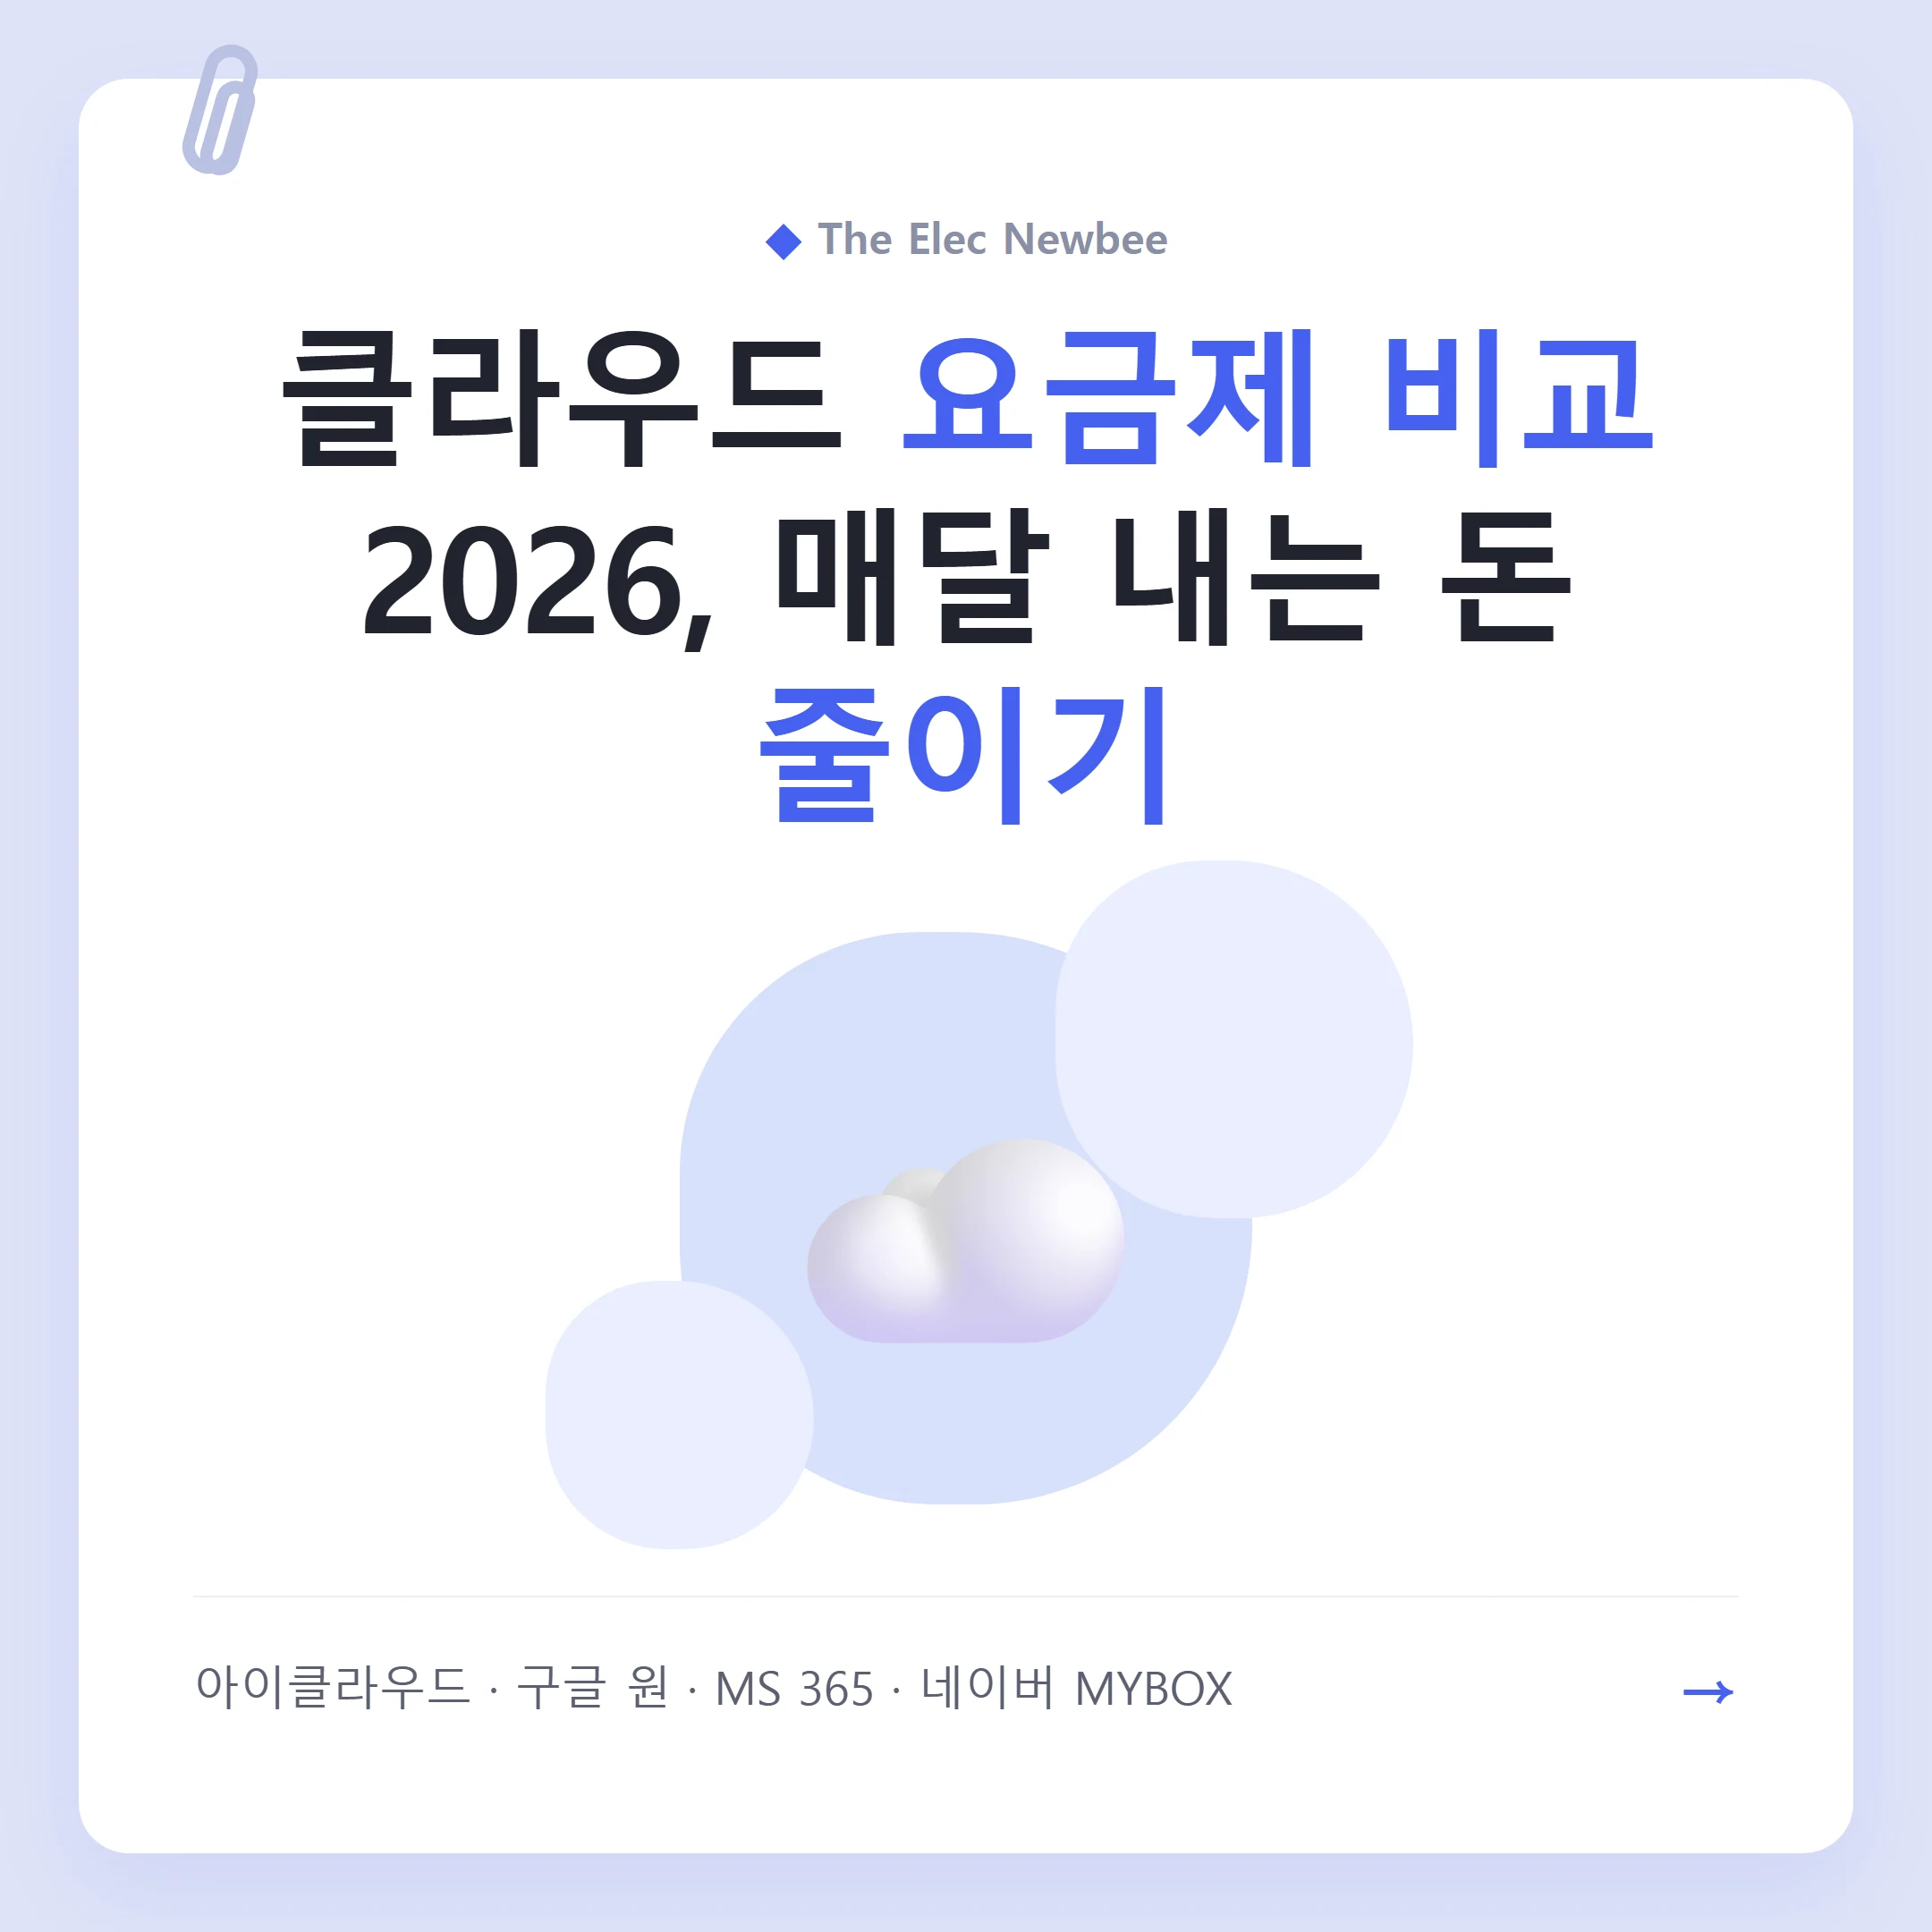 ◆ The Elec Newbee
클라우드 요금제 비교
2026, 매달 내는 돈
줄이기
아이클라우드 · 구글 원 · MS 365 · 네이버 MYBOX →